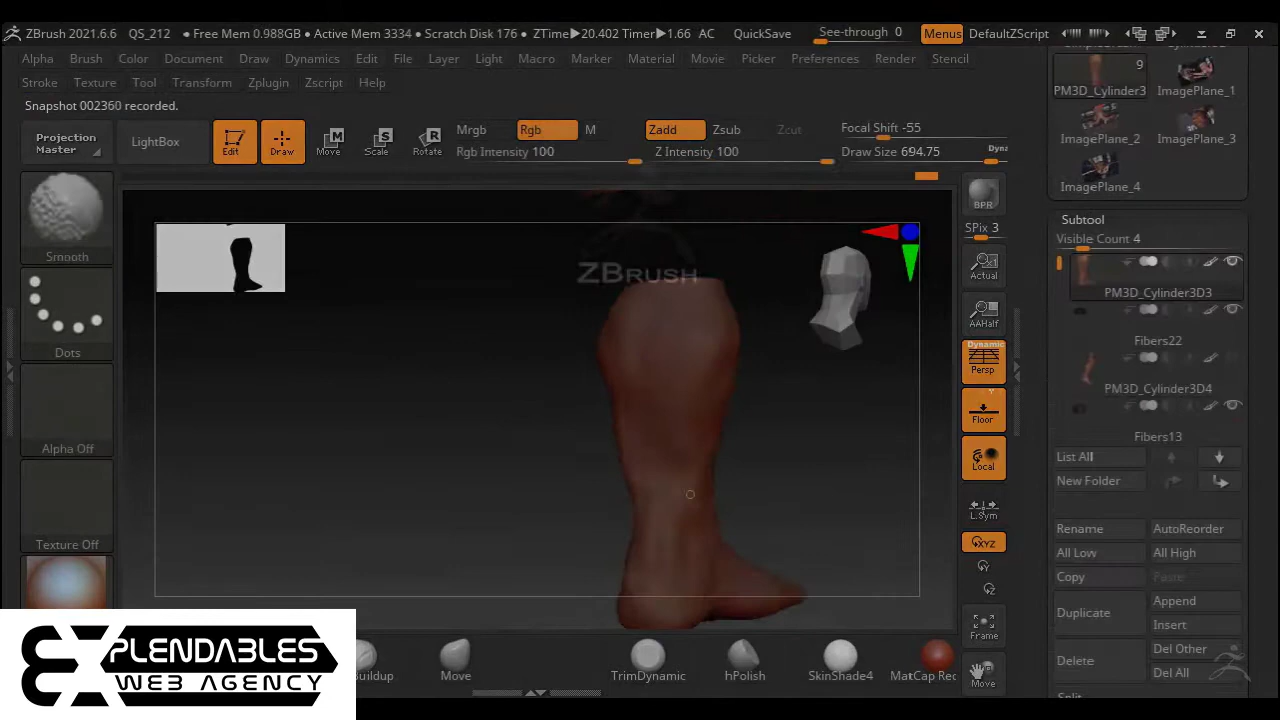 ZBrush 2021.6.6 QS_212 • Free Mem 0.988GB • Active Mem 3334 • Scratch Disk 176 • ZTime▶20.402 Timer▶1.66 AC QuickSave See-through 0 Menus DefaultZScript
Alpha Brush Color Document Draw Dynamics Edit File Layer Light Macro Marker Material Movie Picker Preferences Render Stencil
Stroke Texture Tool Transform Zplugin Zscript Help
Snapshot 002360 recorded.
Projection Master
LightBox
Edit
Draw
Move
Scale
Rotate
Mrgb Rgb M Zadd Zsub Zcut
Rgb Intensity 100 Z Intensity 100
Focal Shift -55
Draw Size 694.75 Dyna
Smooth
Dots
Alpha Off
Texture Off
ZBRUSH
BPR
SPix 3
Actual
AAHalf
Dynamic
Persp
Floor
Local
L.Sym
XYZ
Y
Z
Frame
Move
9
PM3D_Cylinder3 ImagePlane_1
ImagePlane_2 ImagePlane_3
ImagePlane_4
Subtool
Visible Count 4
PM3D_Cylinder3D3
Fibers22
PM3D_Cylinder3D4
Fibers13
List All
New Folder
Rename AutoReorder
All Low All High
Copy Paste
Duplicate Append
Insert
Delete Del Other
Del All
Split
Buildup Move TrimDynamic hPolish SkinShade4 MatCap Rec
EXPLENDABLES
WEB AGENCY